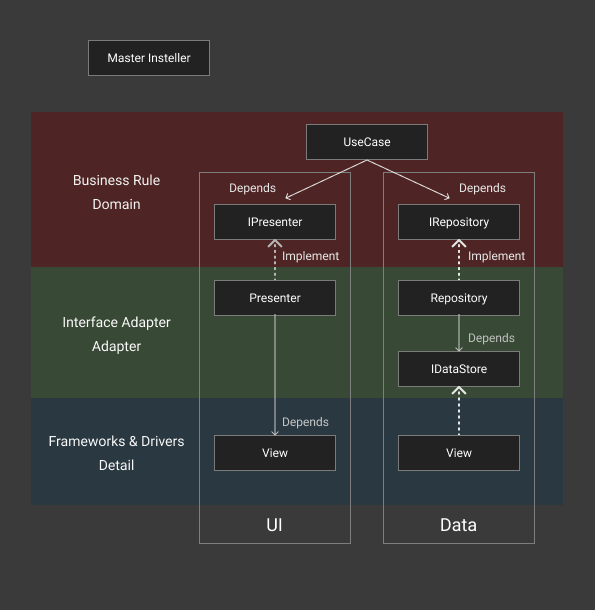 Master Insteller
UseCase
Business Rule
Domain
Depends
Depends
IPresenter
IRepository
Implement
Implement
Interface Adapter
Adapter
Presenter
Repository
Depends
IDataStore
Frameworks & Drivers
Detail
Depends
View
View
UI
Data